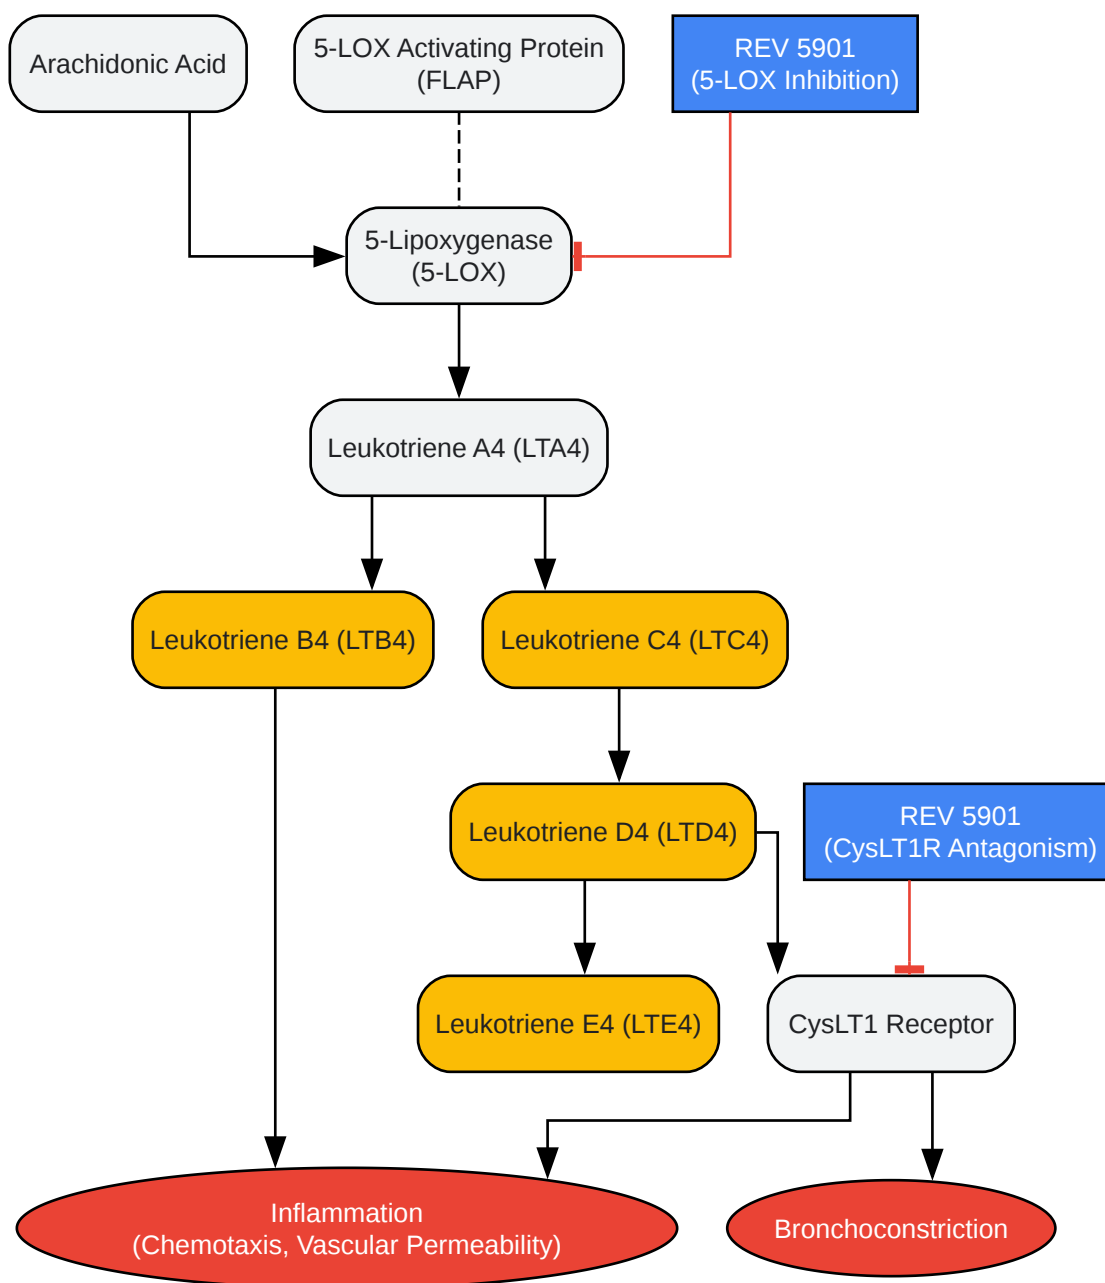 Arachidonic Acid
5-LOX Activating Protein
(FLAP)
REV 5901
(5-LOX Inhibition)
5-Lipoxygenase
(5-LOX)
Leukotriene A4 (LTA4)
Leukotriene B4 (LTB4)
Leukotriene C4 (LTC4)
Leukotriene D4 (LTD4)
REV 5901
(CysLT1R Antagonism)
Leukotriene E4 (LTE4)
CysLT1 Receptor
Inflammation
(Chemotaxis, Vascular Permeability)
Bronchoconstriction